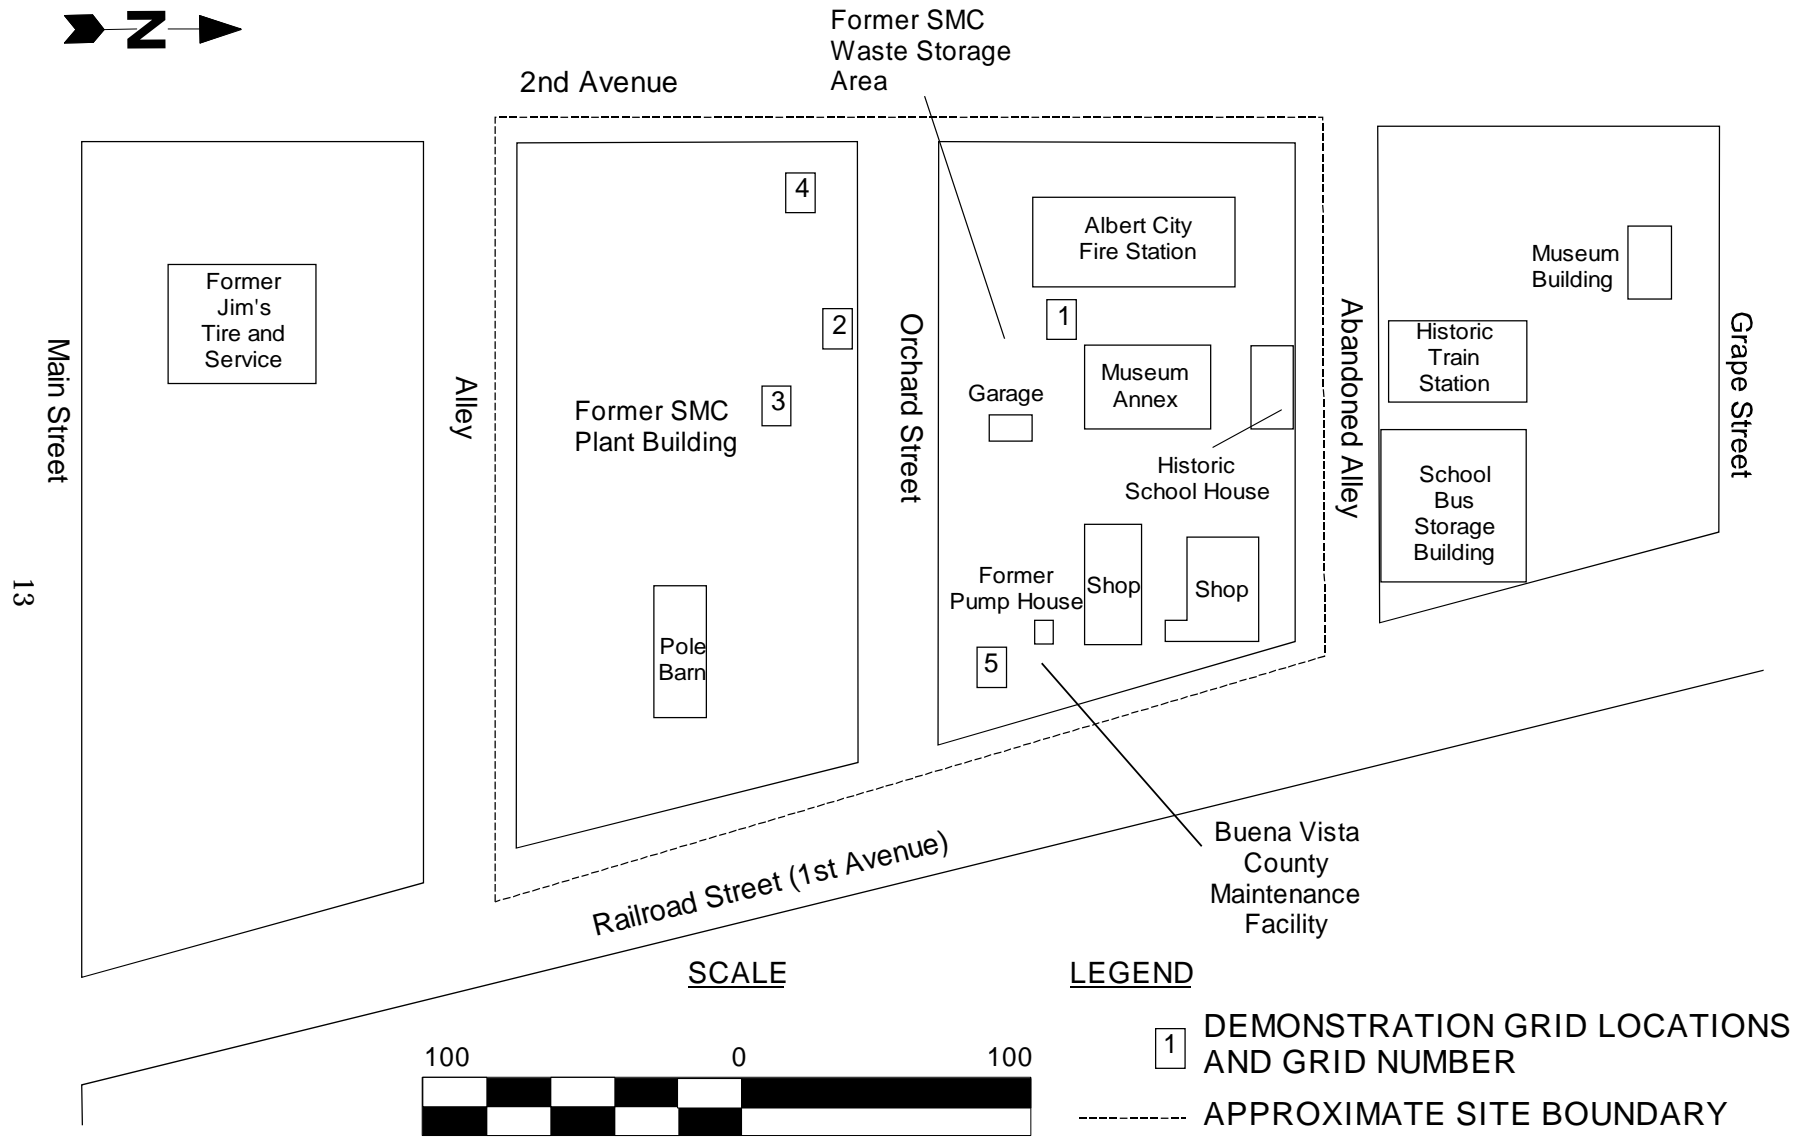 N
Former SMC
Waste Storage
Area
2nd Avenue
4
Albert City
Fire Station
Museum
Building
Former
Jim's
Tire and
Service
2
1
Historic
Train
Station
Main Street
Alley
3
Former SMC
Plant Building
Orchard Street
Garage
Museum
Annex
Abandoned Alley
Grape Street
Historic
School House
School
Bus
Storage
Building
13
Former
Pump House
Shop
Shop
Pole
Barn
5
Buena Vista
County
Maintenance
Facility
Railroad Street (1st Avenue)
SCALE
LEGEND
100 0 100
1
DEMONSTRATION GRID LOCATIONS
AND GRID NUMBER
APPROXIMATE SITE BOUNDARY